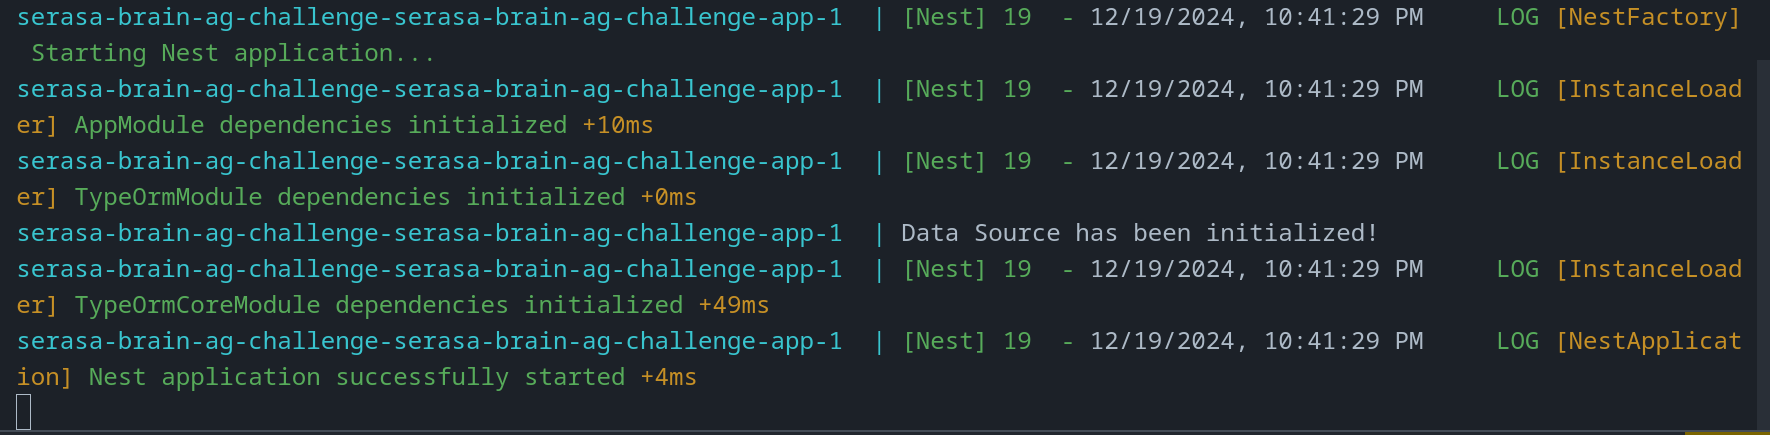 serasa-brain-ag-challenge-serasa-brain-ag-challenge-app-1  | [Nest] 19  - 12/19/2024, 10:41:29 PM     LOG [NestFactory]
 Starting Nest application...
serasa-brain-ag-challenge-serasa-brain-ag-challenge-app-1  | [Nest] 19  - 12/19/2024, 10:41:29 PM     LOG [InstanceLoad
er] AppModule dependencies initialized +10ms
serasa-brain-ag-challenge-serasa-brain-ag-challenge-app-1  | [Nest] 19  - 12/19/2024, 10:41:29 PM     LOG [InstanceLoad
er] TypeOrmModule dependencies initialized +0ms
serasa-brain-ag-challenge-serasa-brain-ag-challenge-app-1  | Data Source has been initialized!
serasa-brain-ag-challenge-serasa-brain-ag-challenge-app-1  | [Nest] 19  - 12/19/2024, 10:41:29 PM     LOG [InstanceLoad
er] TypeOrmCoreModule dependencies initialized +49ms
serasa-brain-ag-challenge-serasa-brain-ag-challenge-app-1  | [Nest] 19  - 12/19/2024, 10:41:29 PM     LOG [NestApplicat
ion] Nest application successfully started +4ms